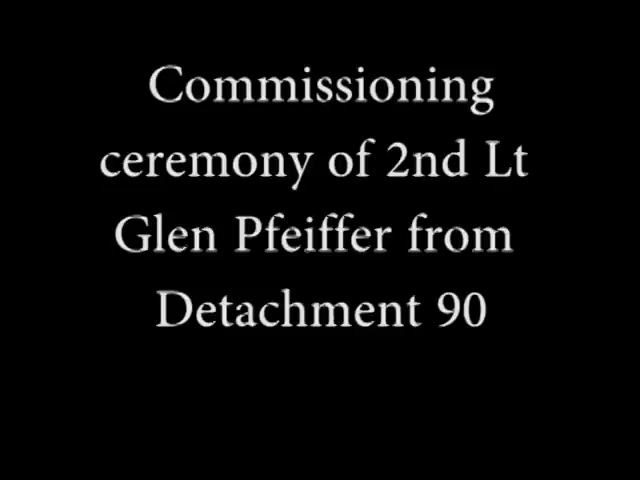 Commissioning
ceremony of 2nd Lt
Glen Pfeiffer from
Detachment 90